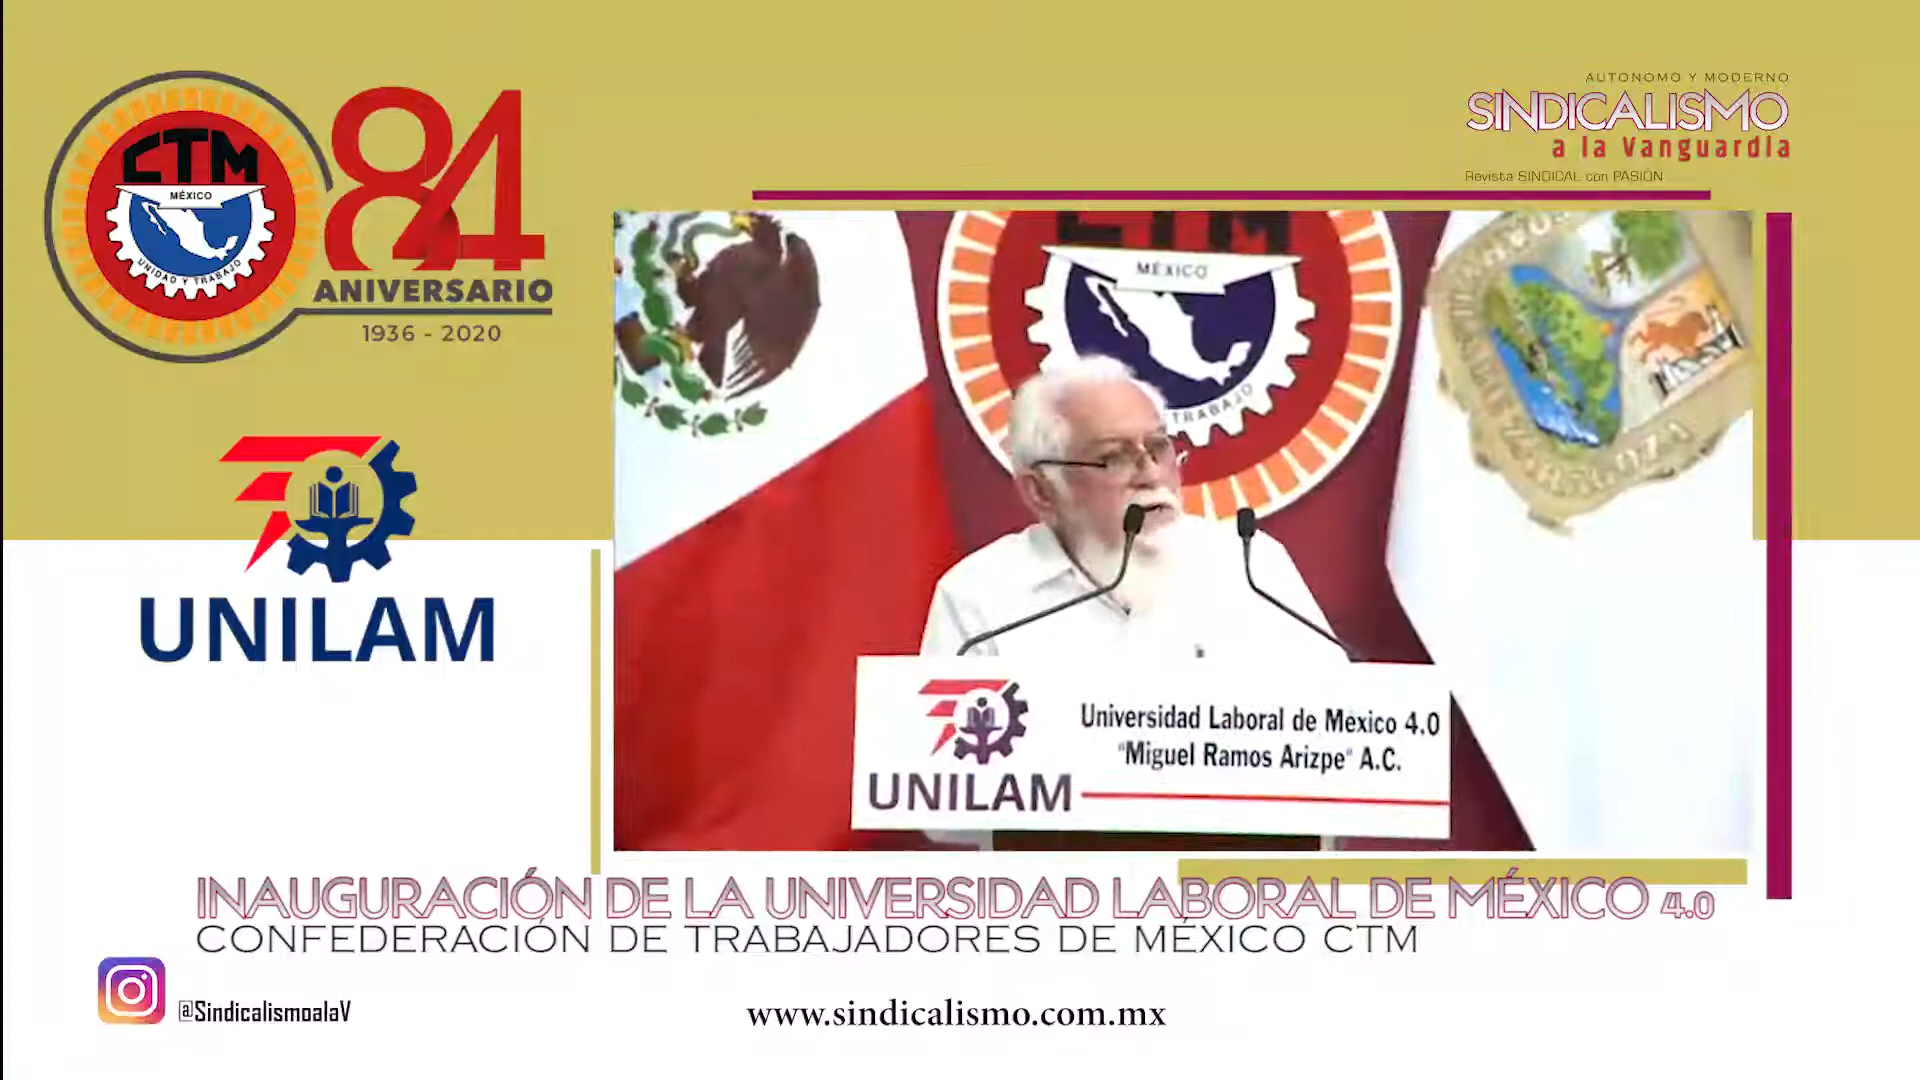 AUTONOMO Y MODERNO
SINDICALISMO
a la Vanguardia
Revista SINDICAL con PASIÓN
CTM
MÉXICO
UNIDAD Y TRABAJO
84
ANIVERSARIO
1936 - 2020
UNILAM
CTM
MÉXICO
TRABAJO
UNILAM
Universidad Laboral de México 4.0
"Miguel Ramos Arizpe" A.C.
INAUGURACIÓN DE LA UNIVERSIDAD LABORAL DE MÉXICO 4.0
CONFEDERACIÓN DE TRABAJADORES DE MÉXICO CTM
@SindicalismoalaV
www.sindicalismo.com.mx